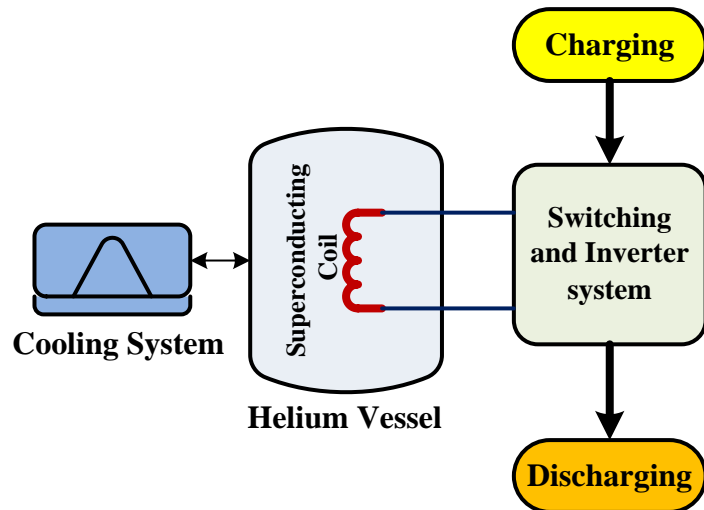 Charging
Superconducting
Coil
Switching
and Inverter
system
Cooling System
Helium Vessel
Discharging